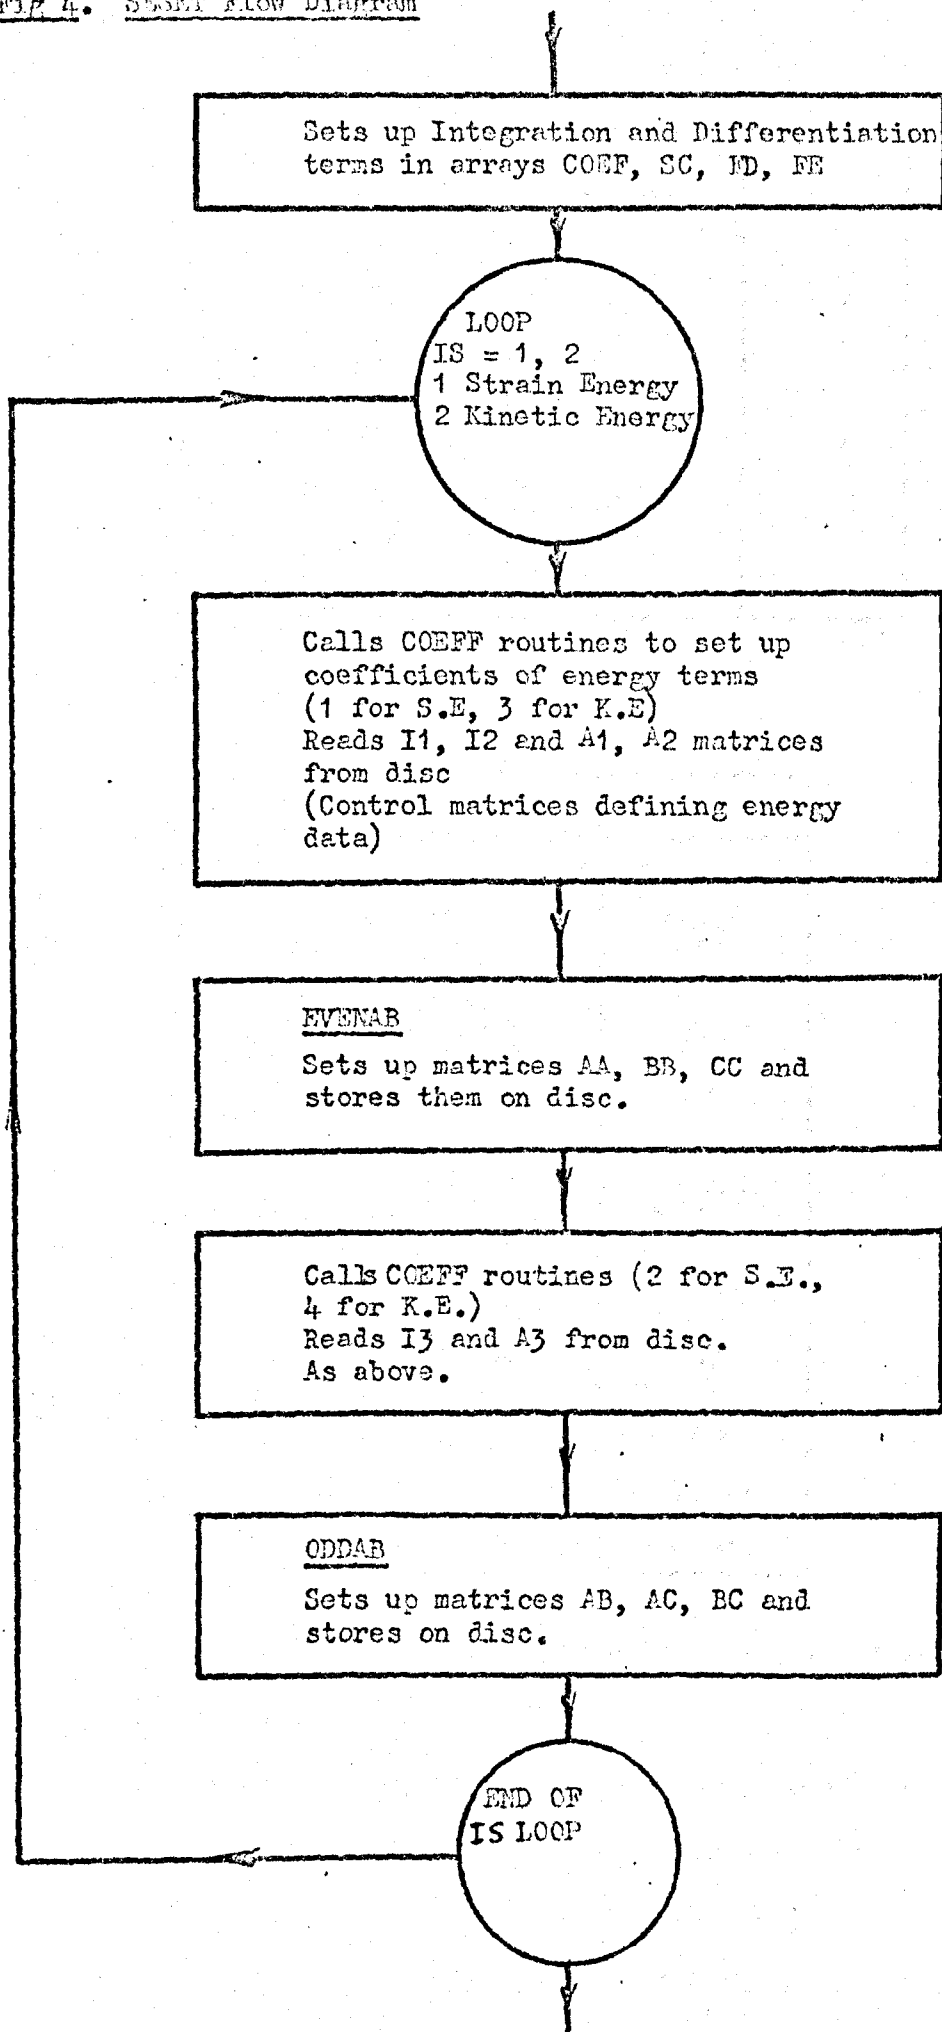 Fig 4. Flow Diagram
Sets up Integration and Differentiation
terms in arrays COEF, SC, FD, FE
LOOP
IS = 1, 2
1 Strain Energy
2 Kinetic Energy
Calls COEFF routines to set up
coefficients of energy terms
(1 for S.E, 3 for K.E)
Reads I1, I2 and A1, A2 matrices
from disc
(Control matrices defining energy
data)
EVENAB
Sets up matrices AA, BB, CC and
stores them on disc.
Calls COEFF routines (2 for S.E.,
4 for K.E.)
Reads I3 and A3 from disc.
As above.
ODDAB
Sets up matrices AB, AC, BC and
stores on disc.
END OF
IS LOOP